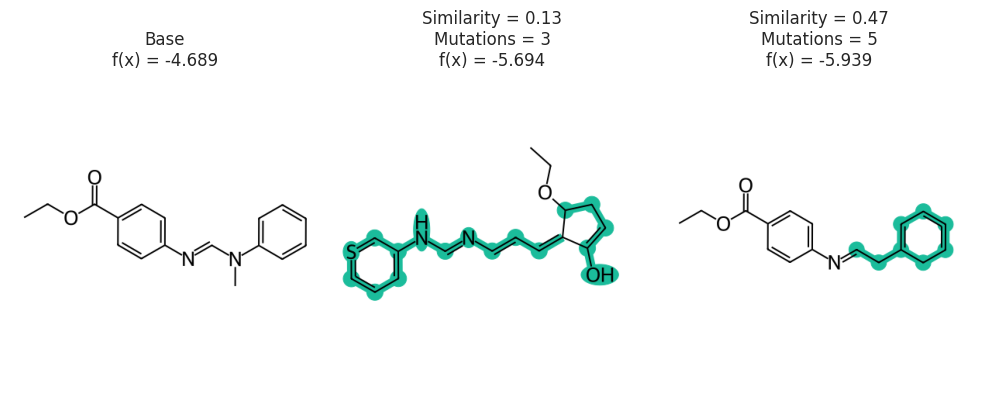 Base
f(x) = -4.689
Similarity = 0.13
Mutations = 3
f(x) = -5.694
Similarity = 0.47
Mutations = 5
f(x) = -5.939
O
O
N
N
O
S
H
N
N
OH
O
O
N